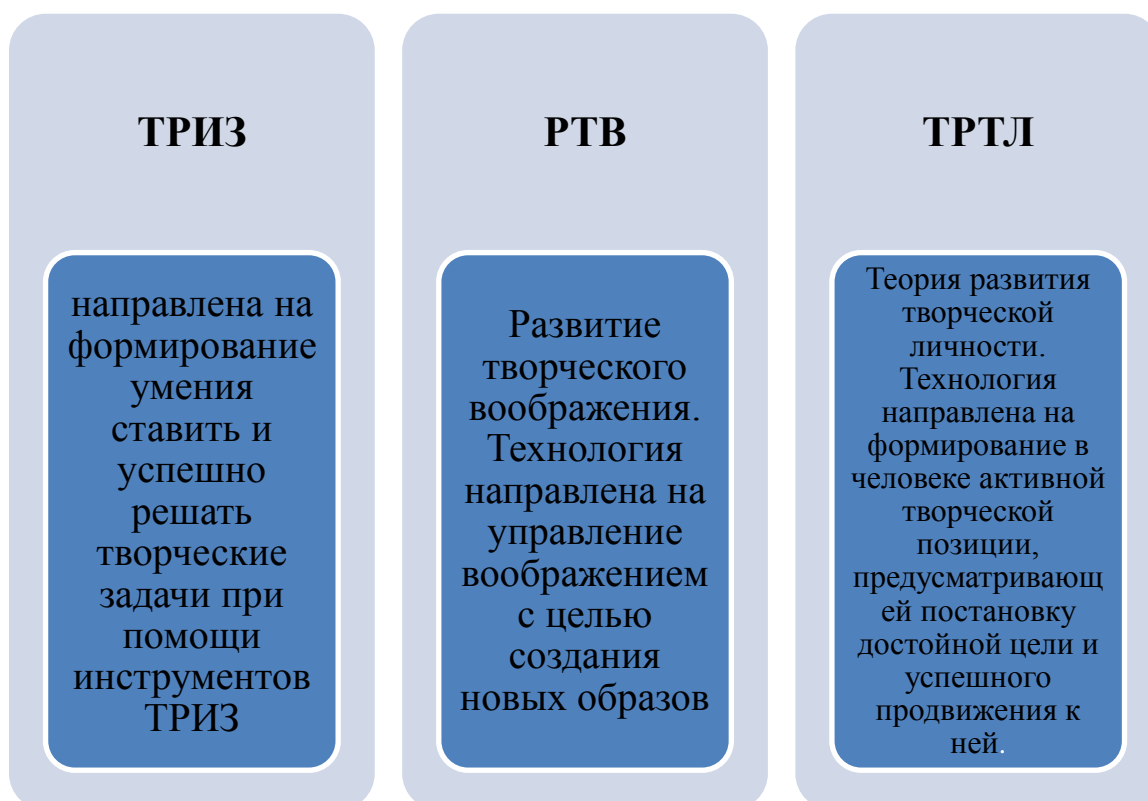 ТРИЗ
направлена на
формирование
умения
ставить и
успешно
решать
творческие
задачи при
помощи
инструментов
ТРИЗ
РТВ
Развитие
творческого
воображения.
Технология
направлена на
управление
воображением
с целью
создания
новых образов
ТРТЛ
Теория развития
творческой
личности.
Технология
направлена на
формирование в
человеке активной
творческой
позиции,
предусматривающ
ей постановку
достойной цели и
успешного
продвижения к
ней.